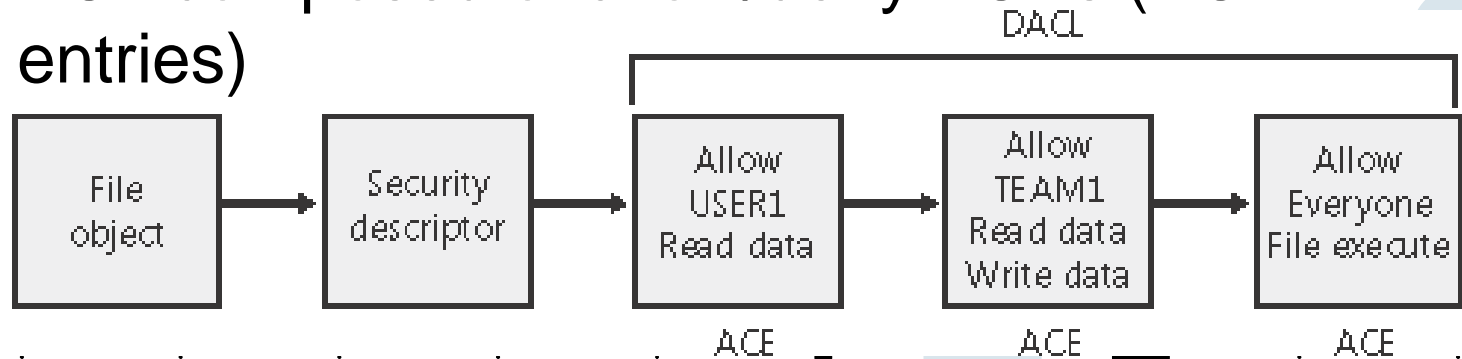 entries)
DACL
File
object
Security
descriptor
Allow
USER1
Read data
Allow
TEAM1
Read data
Write data
Allow
Everyone
File execute
ACE
ACE
ACE